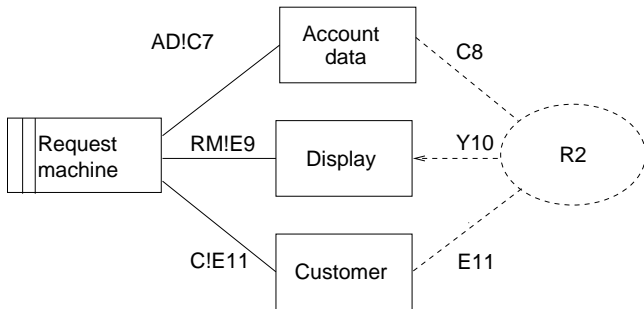 Account
data
AD!C7
C8
Request
machine
RM!E9
Display
Y10
R2
C!E11
Customer
E11